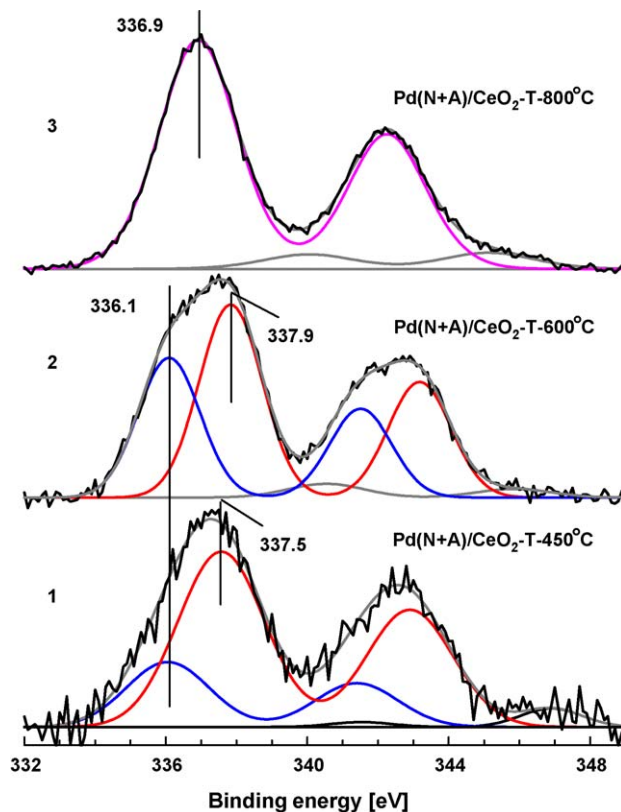 336.9
Pd(N+A)/CeO₂-T-800°C
3
336.1
337.9
Pd(N+A)/CeO₂-T-600°C
2
337.5
Pd(N+A)/CeO₂-T-450°C
1
332 336 340 344 348
Binding energy [eV]